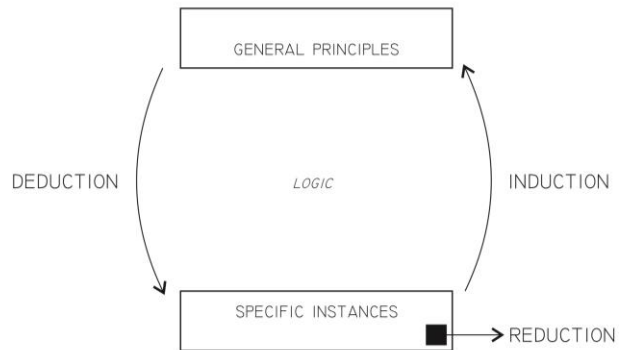 GENERAL PRINCIPLES
DEDUCTION
LOGIC
INDUCTION
SPECIFIC INSTANCES
REDUCTION